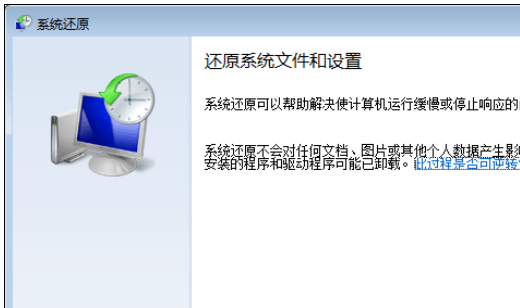 系统还原
还原系统文件和设置
系统还原可以帮助解决使计算机运行缓慢或停止响应的
系统还原不会对任何文档、图片或其他个人数据产生影
安装的程序和驱动程序可能已卸载。此过程是否可逆转